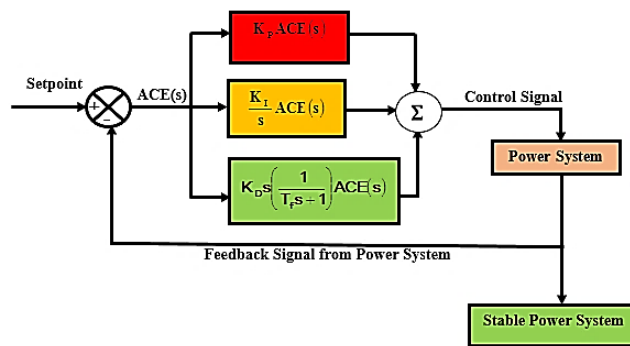 K_P ACE(s)
Setpoint
+
−
ACE(s)
K_I/s ACE(s)
Σ
Control Signal
Power System
K_D s(1/(T_f s+1))ACE(s)
Feedback Signal from Power System
Stable Power System